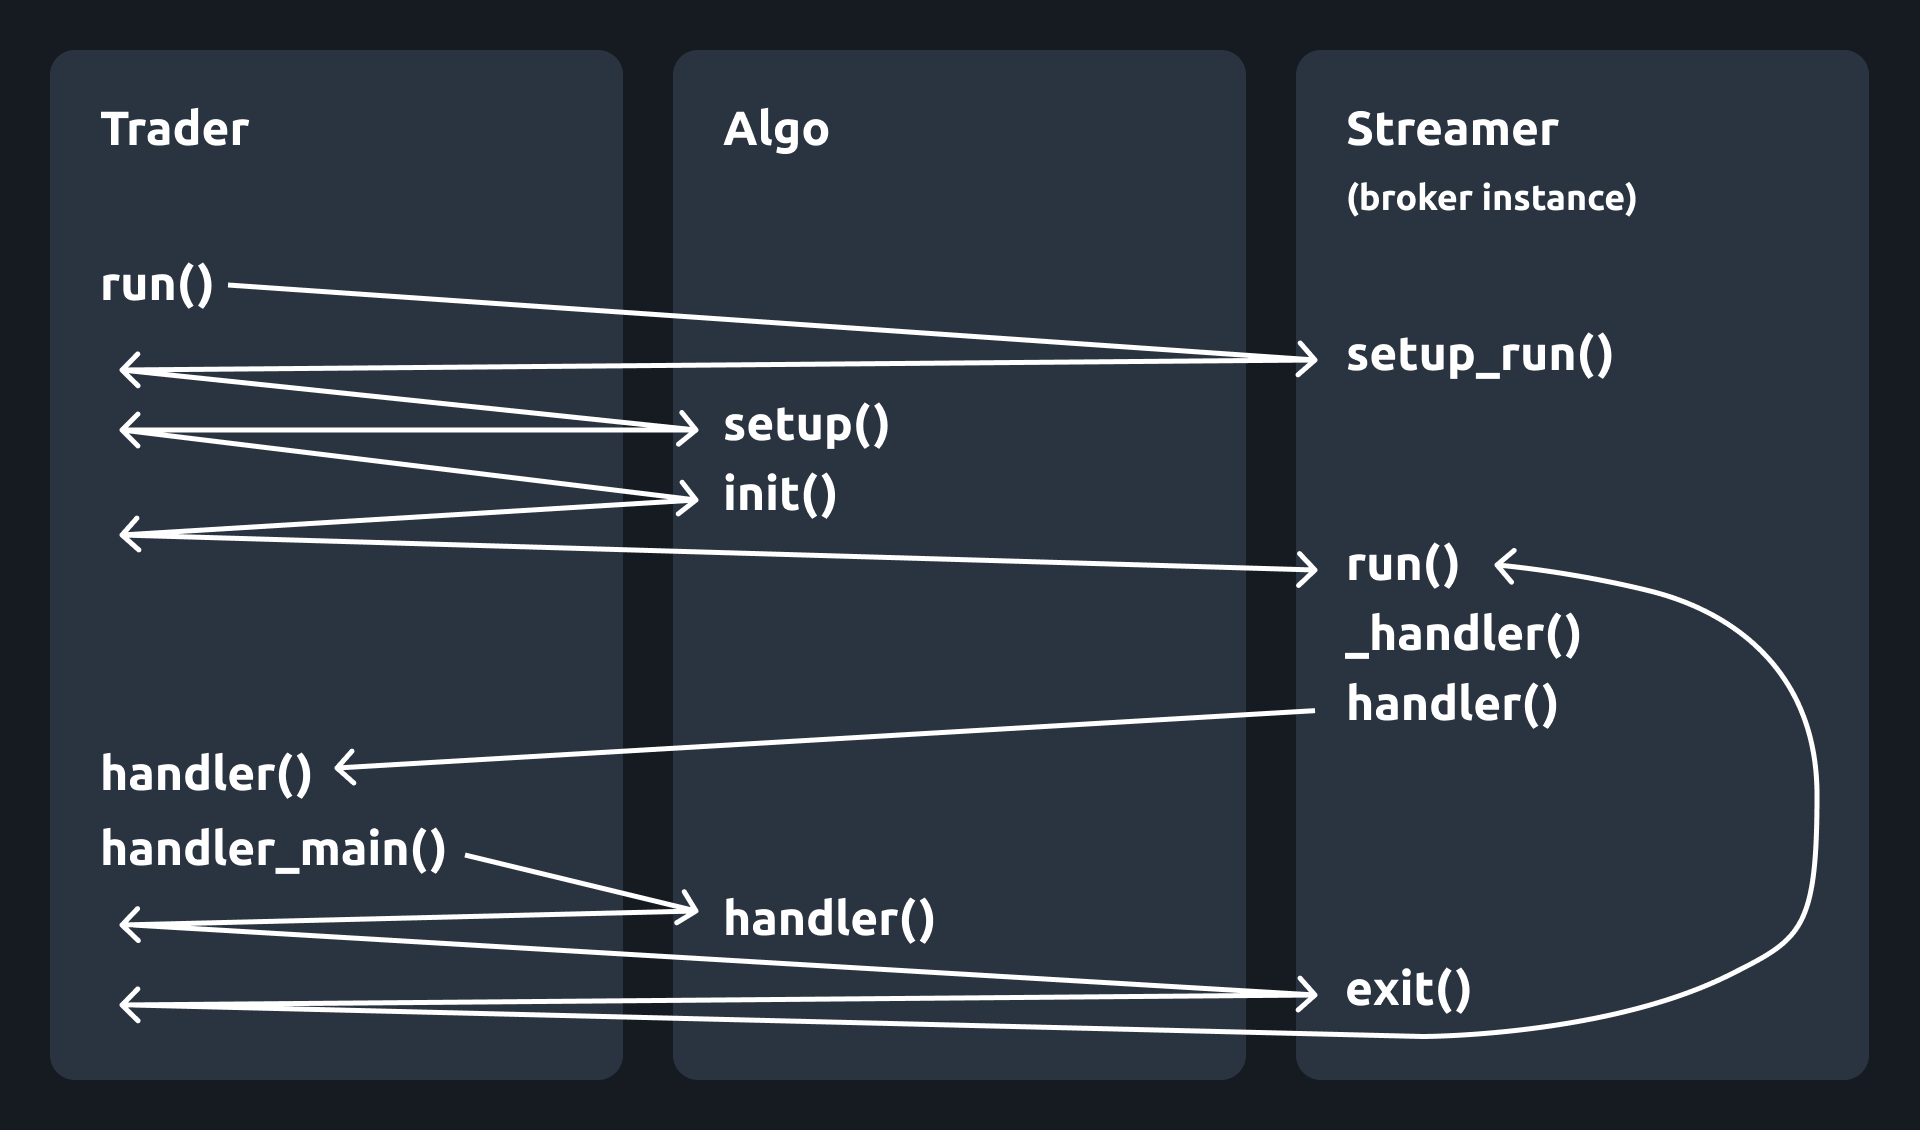 Trader
run()
handler()
handler_main()
Algo
setup()
init()
handler()
Streamer
(broker instance)
setup_run()
run()
_handler()
handler()
exit()